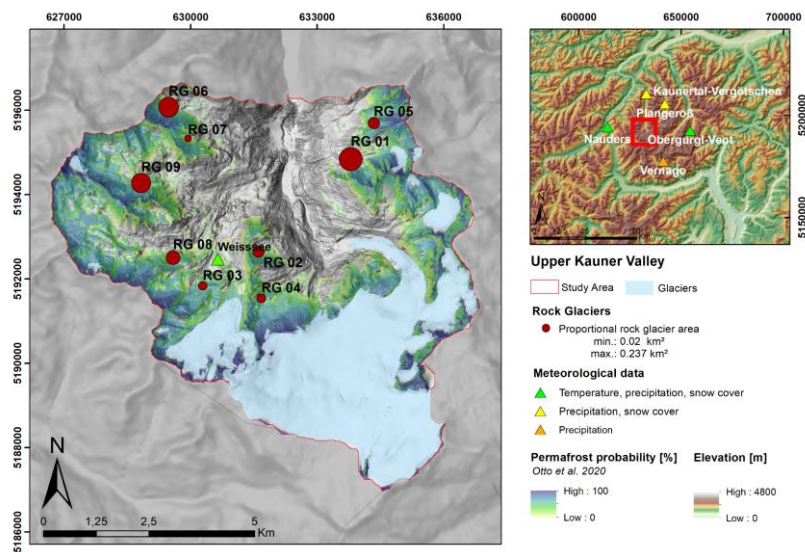 627000 630000 633000 636000
5196000
5194000
5192000
5190000
5188000
5186000
RG 06
RG 05
RG 07
RG 01
RG 09
RG 08
Weisssee
RG 02
RG 03
RG 04
N
0 1,25 2,5 5
Km
600000 650000 700000
5200000
Kaunertal-Vergötschen
Plangeroß
Nauders
Obergurgl-Vent
Vernago
N
Km
Upper Kauner Valley
Study Area Glaciers
Rock Glaciers
Proportional rock glacier area
min.: 0.02 km²
max.: 0.237 km²
Meteorological data
Temperature, precipitation, snow cover
Precipitation, snow cover
Precipitation
Permafrost probability [%] Elevation [m]
Otto et al. 2020
High : 100 High : 4800
Low : 0 Low : 0